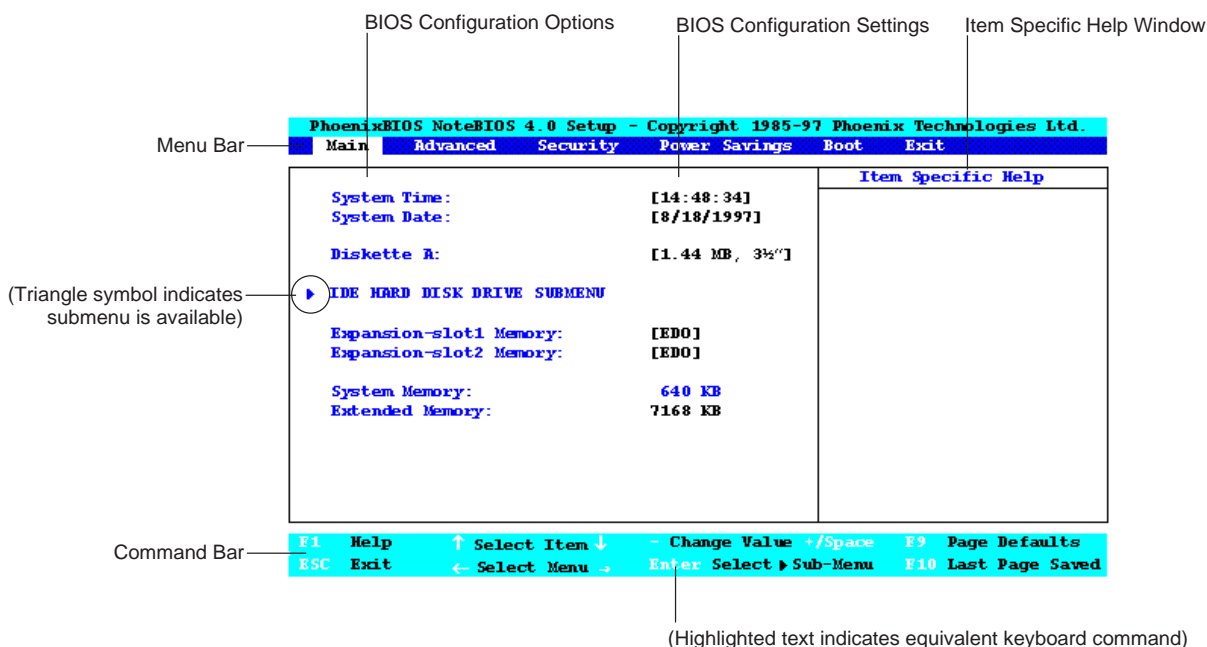 BIOS Configuration Options
BIOS Configuration Settings
Item Specific Help Window
PhoenixBIOS NoteBIOS 4.0 Setup - Copyright 1985-97 Phoenix Technologies Ltd.
Menu Bar
Main Advanced Security Power Savings Boot Exit
Item Specific Help
System Time: [14:48:34]
System Date: [8/18/1997]
Diskette A: [1.44 MB, 3½"]
(Triangle symbol indicates submenu is available)
IDE HARD DISK DRIVE SUBMENU
Expansion-slot1 Memory: [EDO]
Expansion-slot2 Memory: [EDO]
System Memory: 640 KB
Extended Memory: 7168 KB
Command Bar
F1 Help ↑ Select Item ↓ - Change Value +/Space F9 Page Defaults
ESC Exit ← Select Menu → Enter Select ▶ Sub-Menu F10 Last Page Saved
(Highlighted text indicates equivalent keyboard command)